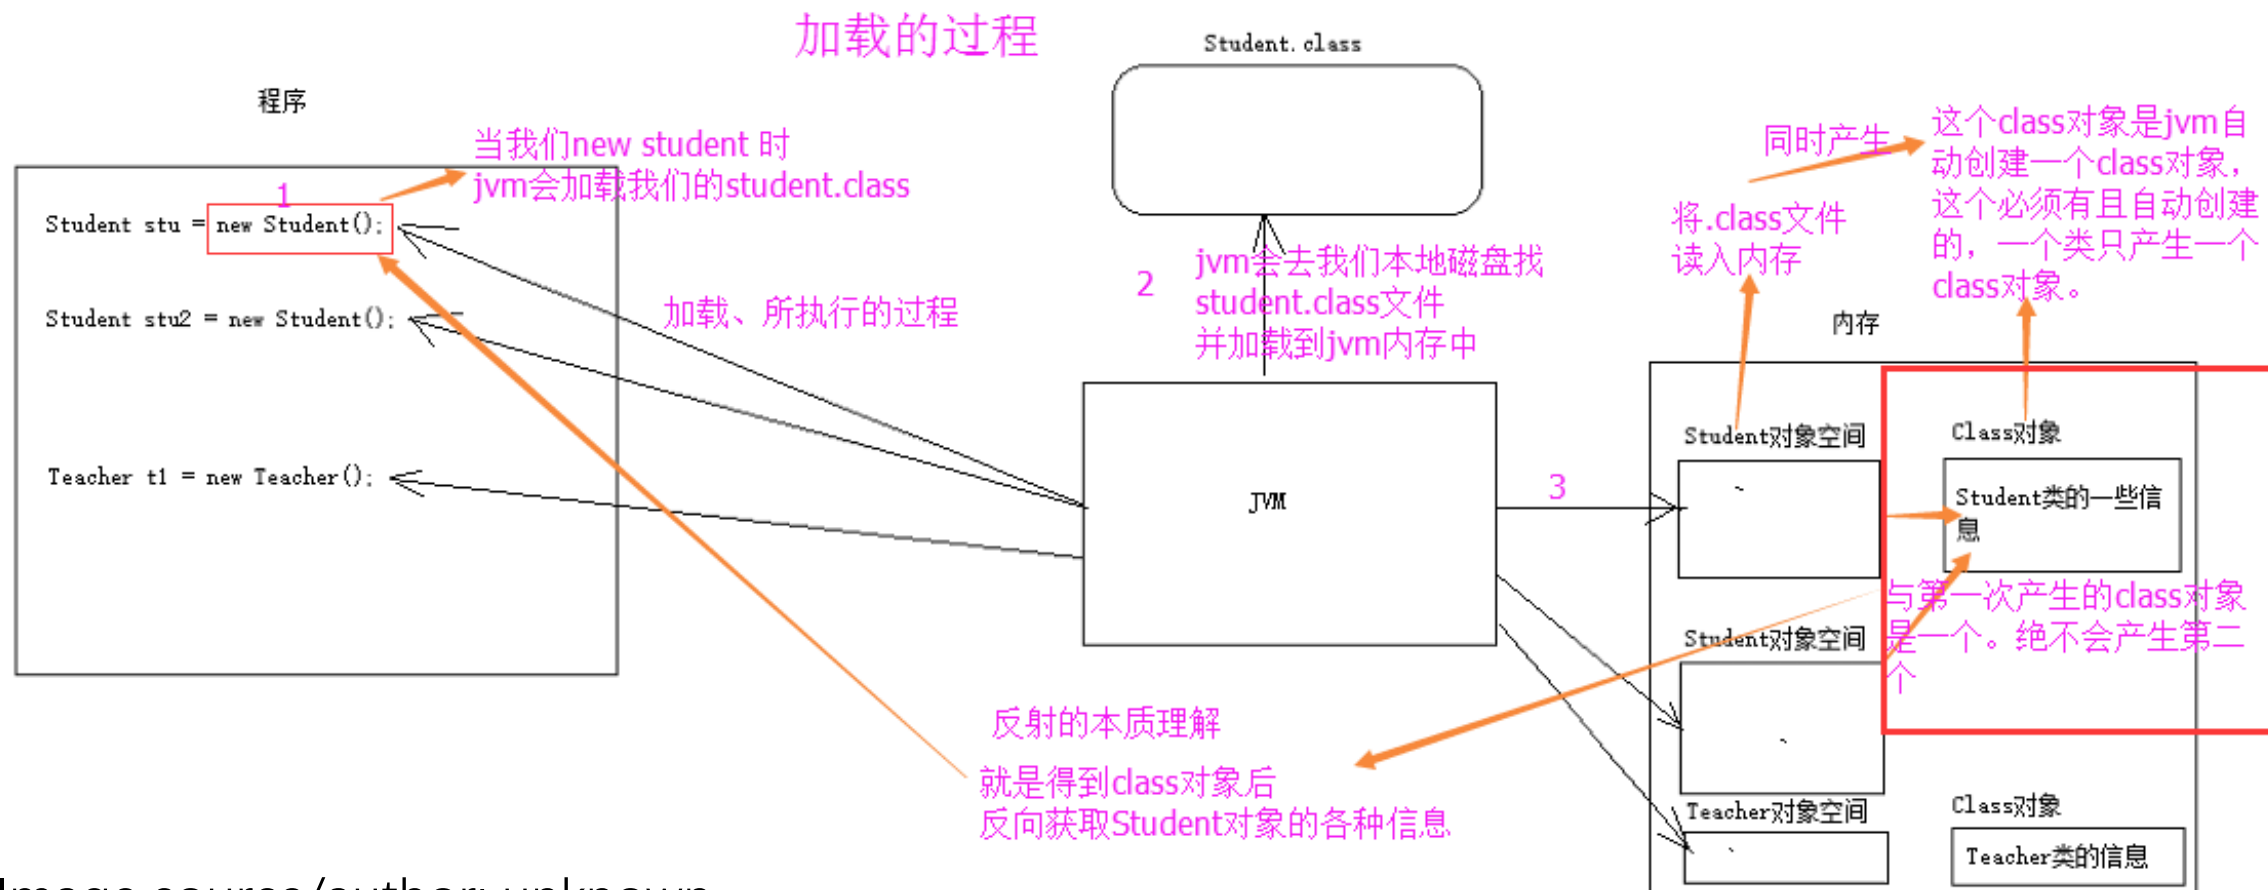 加载的过程
Student.class
程序
当我们new student 时
jvm会加载我们的student.class
1
Student stu = new Student();
Student stu2 = new Student();
Teacher t1 = new Teacher();
加载、所执行的过程
2
jvm会去我们本地磁盘找
student.class文件
并加载到jvm内存中
JVM
3
同时产生
将.class文件
读入内存
这个class对象是jvm自
动创建一个class对象，
这个必须有且自动创建
的，一个类只产生一个
class对象。
内存
Student对象空间
Class对象
Student类的一些信
息
与第一次产生的class对象
是一个。绝不会产生第二
个
Student对象空间
反射的本质理解
就是得到class对象后
反向获取Student对象的各种信息
Teacher对象空间
Class对象
Teacher类的信息
Image source/author: unknown